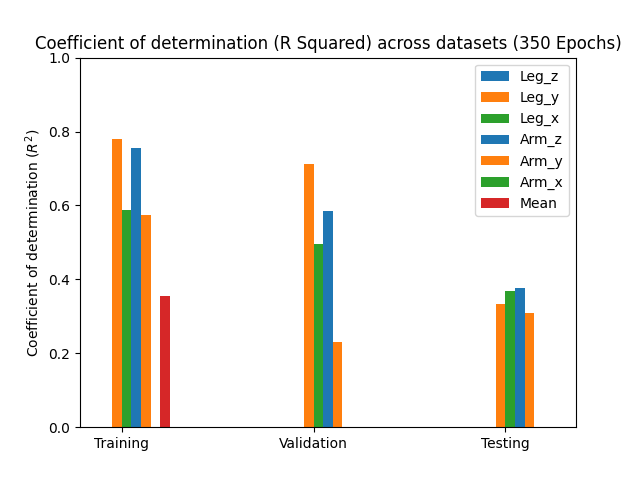 Coefficient of determination (R Squared) across datasets (350 Epochs)
Coefficient of determination (R²)
1.0
0.8
0.6
0.4
0.2
0.0
Leg_z
Leg_y
Leg_x
Arm_z
Arm_y
Arm_x
Mean
Training
Validation
Testing